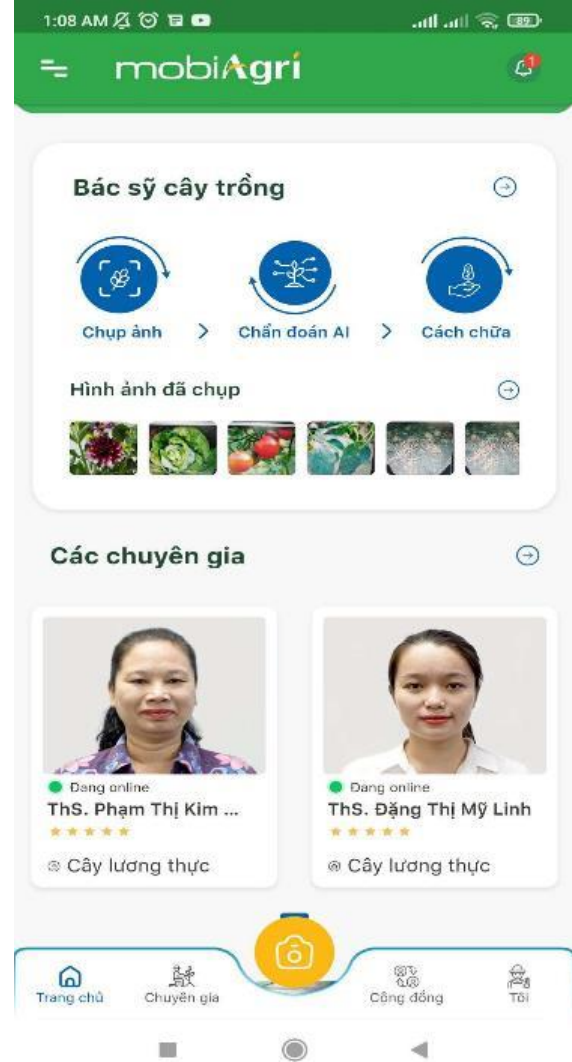 1:08 AM
89
mobiAgri
1
Bác sỹ cây trồng
Chụp ảnh > Chẩn đoán AI > Cách chữa
Hình ảnh đã chụp
Các chuyên gia
Đang online
ThS. Phạm Thị Kim ...
Cây lương thực
Đang online
ThS. Đặng Thị Mỹ Linh
Cây lương thực
Trang chủ
Chuyên gia
Cộng đồng
Tôi